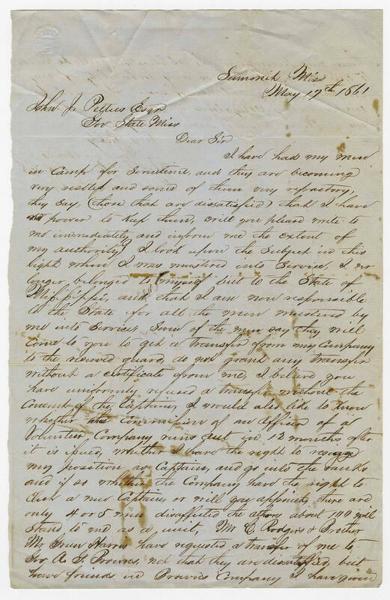 Summit Miss
May 17th 1861
John J. Pettus Esqr
Gov State Miss
Dear Sir
I have had my men
in Camp for Sometime, and they are becoming
very restless and some of them very refractory,
they Say (those that are dissatisfied) that I have
no power to keep them, will you please write to
me immediately and inform me the extent of
my authority. I look upon the Subject in this
light, when I was mustered into Service, I no
longer belonged to myself but to the State of
Mississippi, and that I am now responsible
to the State for all the men mustered by
me into Service, Some of the men say they will
come to you to get a transfer from my Company
to the do not grant any transfer
without a certificate from me, I believe you
have uniformly refused a transfer without the
Consent of the Captains, I would also like to know
whether the commission of an officer of a
Volunteer Company runs out in 12 months after
it is issued, whether I have the right to resign
my position as Captain, and go into the ranks
and if so whether the Company have the right to
elect a new Captain or will you appoint, there are
only 4 or 5 men disaffected the others about 100 will
stand to me as a unit, Mr C Rodgers & Brother
Mr Green Harris have requested a transfer of me to
Gov A. G. Browns, not that they are dissatisfied, but
have friends in Browns Company I have